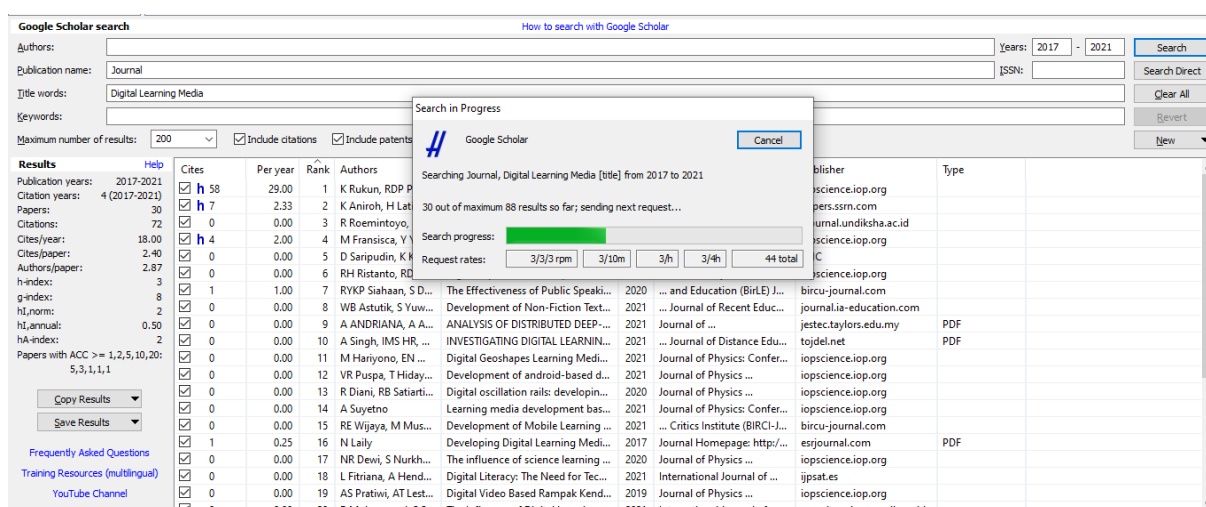 Google Scholar search
How to search with Google Scholar
Authors:
Years: 2017 - 2021
Search
Publication name: Journal
ISSN:
Search Direct
Title words: Digital Learning Media
Clear All
Keywords:
Revert
Maximum number of results: 200
Include citations
Include patents
New
Search in Progress
Google Scholar
Cancel
Searching Journal, Digital Learning Media [title] from 2017 to 2021
30 out of maximum 88 results so far; sending next request...
Search progress:
Request rates: 3/3/3 rpm 3/10m 3/h 3/4h 44 total
Results Help
Publication years: 2017-2021
Citation years: 4 (2017-2021)
Papers: 30
Citations: 72
Cites/year: 18.00
Cites/paper: 2.40
Authors/paper: 2.87
h-index: 3
g-index: 8
hI,norm: 2
hI,annual: 0.50
hA-index: 2
Papers with ACC >= 1,2,5,10,20:
5,3,1,1,1
Copy Results
Save Results
Frequently Asked Questions
Training Resources (multilingual)
YouTube Channel
Cites Per year Rank Authors Type
h 58 29.00 1 K Rukun, RDP
h 7 2.33 2 K Aniroh, H
0 0.00 3 R Roemintoyo,
h 4 2.00 4 M Fransisca, Y
0 0.00 5 D Saripudin, K
0 0.00 6 RH Ristanto,
1 1.00 7 RYKP Siahaan, S D... The Effectiveness of Public Speaki... 2020 ... and Education (BirLE) J... bircu-journal.com
0 0.00 8 WB Astutik, S Yuw... Development of Non-Fiction Text... 2021 ... Journal of Recent Educ... journal.ia-education.com
0 0.00 9 A ANDRIANA, A A... ANALYSIS OF DISTRIBUTED DEEP-... 2021 Journal of ... jestec.taylors.edu.my PDF
0 0.00 10 A Singh, IMS HR, ... INVESTIGATING DIGITAL LEARNIN... 2021 ... Journal of Distance Edu... tojdel.net PDF
0 0.00 11 M Hariyono, EN ... Digital Geoshapes Learning Medi... 2021 Journal of Physics: Confer... iopscience.iop.org
0 0.00 12 VR Puspa, T Hiday... Development of android-based d... 2021 Journal of Physics ... iopscience.iop.org
0 0.00 13 R Diani, RB Satiarti... Digital oscillation rails: developin... 2020 Journal of Physics ... iopscience.iop.org
0 0.00 14 A Suyetno Learning media development bas... 2021 Journal of Physics: Confer... iopscience.iop.org
0 0.00 15 RE Wijaya, M Mus... Development of Mobile Learning ... 2021 ... Critics Institute (BIRCI-J... bircu-journal.com
1 0.25 16 N Laily Developing Digital Learning Medi... 2017 Journal Homepage: http:/... esrjournal.com PDF
0 0.00 17 NR Dewi, S Nurkh... The influence of science learning ... 2020 Journal of Physics ... iopscience.iop.org
0 0.00 18 L Fitriana, A Hend... Digital Literacy: The Need for Tec... 2021 International Journal of ... ijpsat.es
0 0.00 19 AS Pratiwi, AT Lest... Digital Video Based Rampak Kend... 2019 Journal of Physics ... iopscience.iop.org